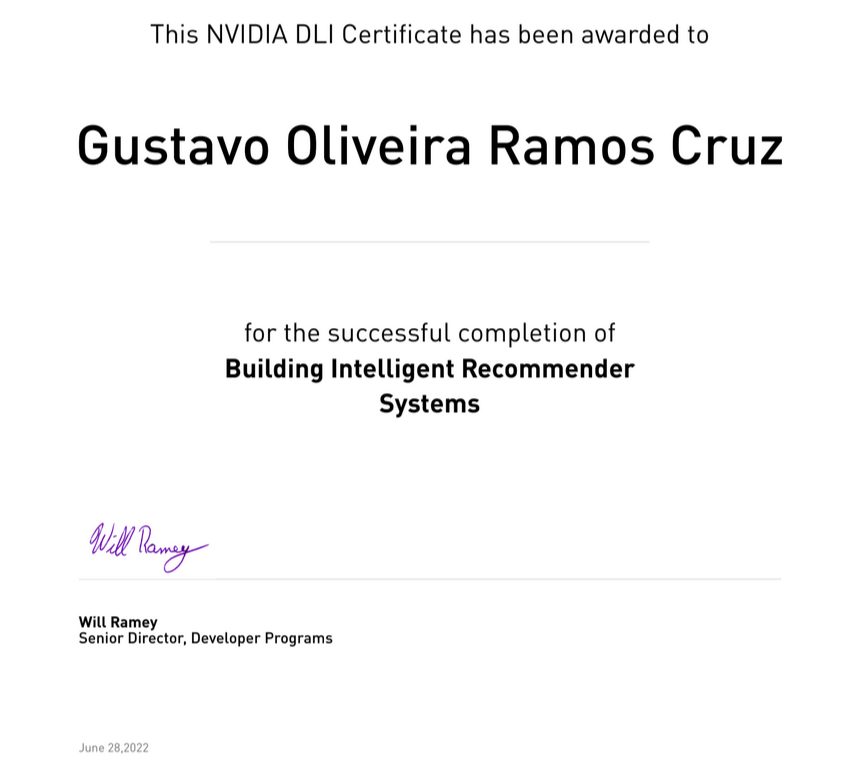 This NVIDIA DLI Certificate has been awarded to
Gustavo Oliveira Ramos Cruz
for the successful completion of
Building Intelligent Recommender
Systems
Will Ramey
Will Ramey
Senior Director, Developer Programs
June 28,2022